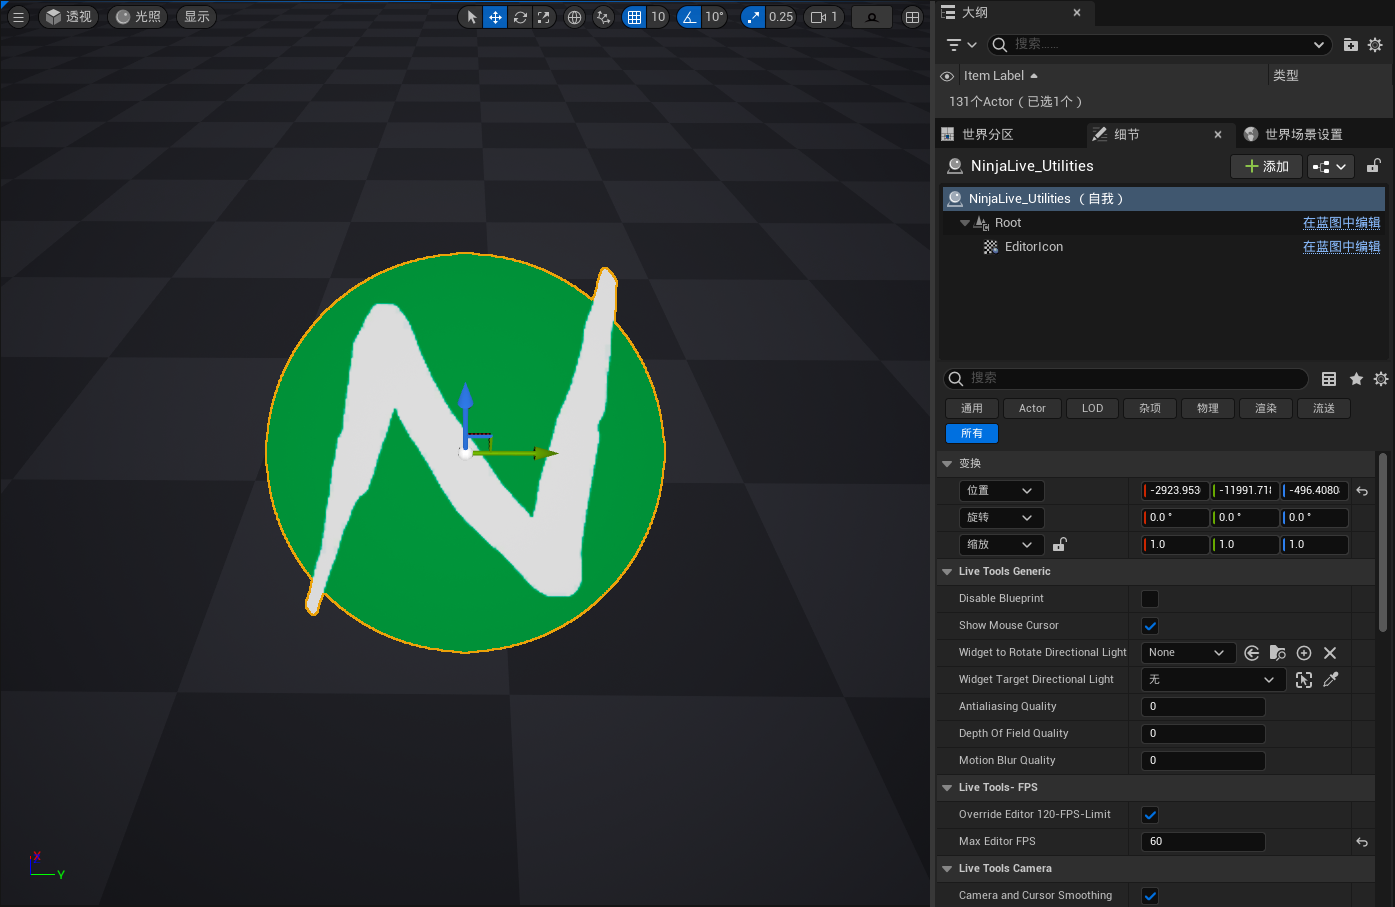 透视 光照 显示 10 10° 0.25 1
大纲
搜索……
Item Label 类型
131个Actor（已选1个）
世界分区 细节 世界场景设置
NinjaLive_Utilities 添加
NinjaLive_Utilities （自我）
Root 在蓝图中编辑
EditorIcon 在蓝图中编辑
搜索
通用 Actor LOD 杂项 物理 渲染 流送
所有
变换
位置 -2923.953 -11991.718 -496.4080
旋转 0.0 ° 0.0 ° 0.0 °
缩放 1.0 1.0 1.0
Live Tools Generic
Disable Blueprint
Show Mouse Cursor
Widget to Rotate Directional Light None
Widget Target Directional Light 无
Antialiasing Quality 0
Depth Of Field Quality 0
Motion Blur Quality 0
Live Tools- FPS
Override Editor 120-FPS-Limit
Max Editor FPS 60
Live Tools Camera
Camera and Cursor Smoothing
N
X
Y